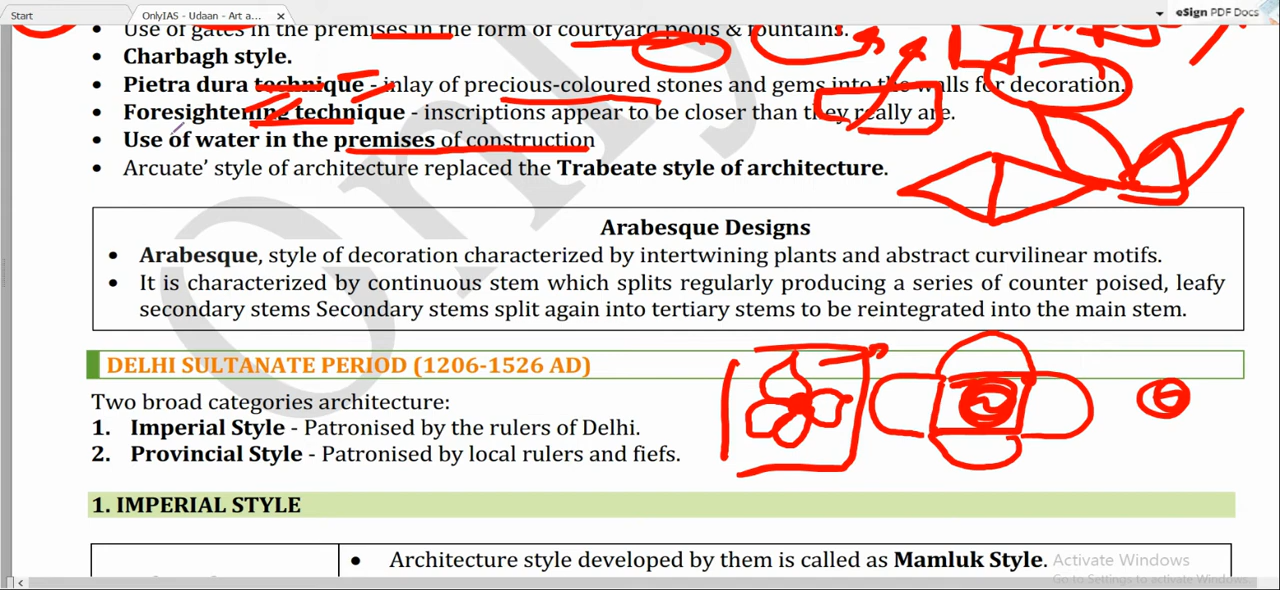 Start
OnlyIAS - Udaan - Art a...
eSign PDF Docs
• Use of gates in the premises in the form of courtyard pools & fountains.
• Charbagh style.
• Pietra dura technique - inlay of precious-coloured stones and gems into the walls for decoration.
• Foresightening technique - inscriptions appear to be closer than they really are.
• Use of water in the premises of construction
• Arcuate’ style of architecture replaced the Trabeate style of architecture.
Arabesque Designs
• Arabesque, style of decoration characterized by intertwining plants and abstract curvilinear motifs.
• It is characterized by continuous stem which splits regularly producing a series of counter poised, leafy
secondary stems Secondary stems split again into tertiary stems to be reintegrated into the main stem.
DELHI SULTANATE PERIOD (1206-1526 AD)
Two broad categories architecture:
1. Imperial Style - Patronised by the rulers of Delhi.
2. Provincial Style - Patronised by local rulers and fiefs.
1. IMPERIAL STYLE
• Architecture style developed by them is called as Mamluk Style.
Activate Windows
Go to Settings to activate Windows.